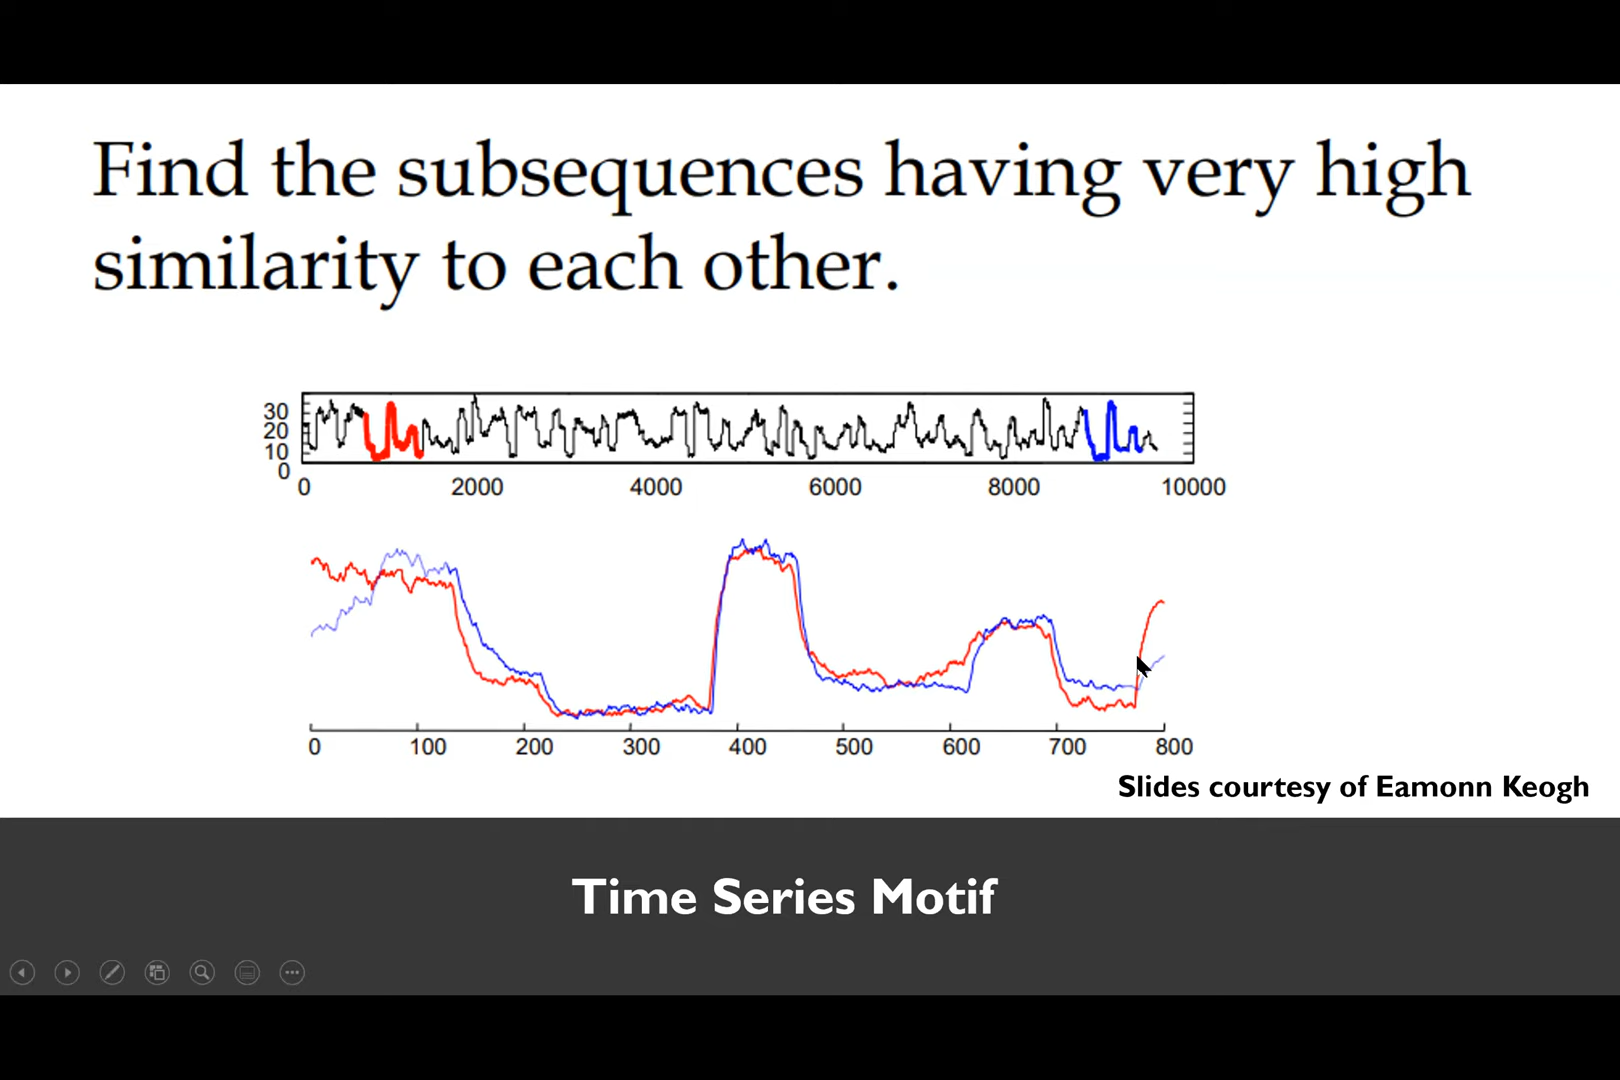 Find the subsequences having very high
similarity to each other.
30
20
10
0
0 2000 4000 6000 8000 10000
0 100 200 300 400 500 600 700 800
Slides courtesy of Eamonn Keogh
Time Series Motif